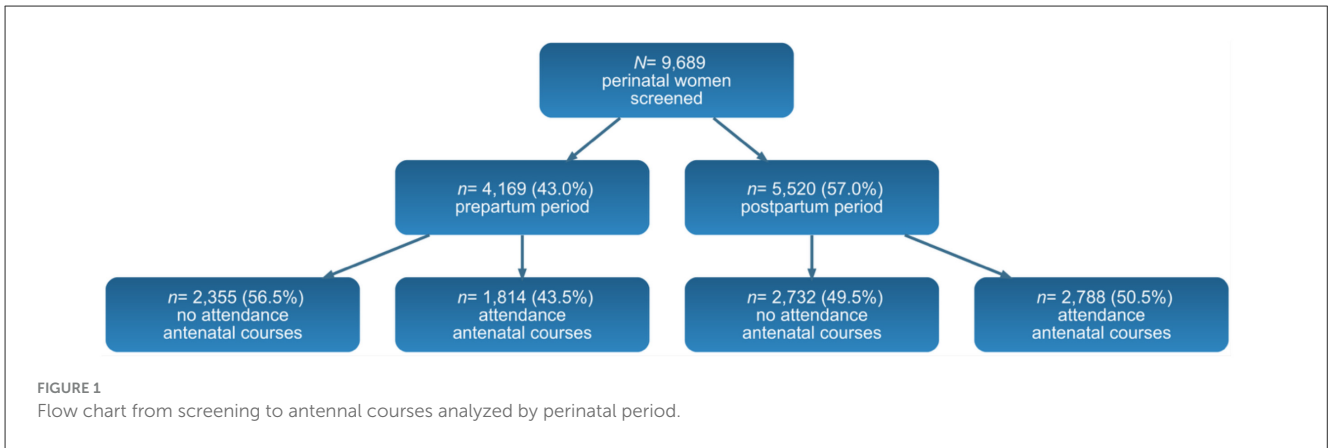 N= 9,689
perinatal women
screened
n= 4,169 (43.0%)
prepartum period
n= 5,520 (57.0%)
postpartum period
n= 2,355 (56.5%)
no attendance
antenatal courses
n= 1,814 (43.5%)
attendance
antenatal courses
n= 2,732 (49.5%)
no attendance
antenatal courses
n= 2,788 (50.5%)
attendance
antenatal courses
FIGURE 1
Flow chart from screening to antennal courses analyzed by perinatal period.